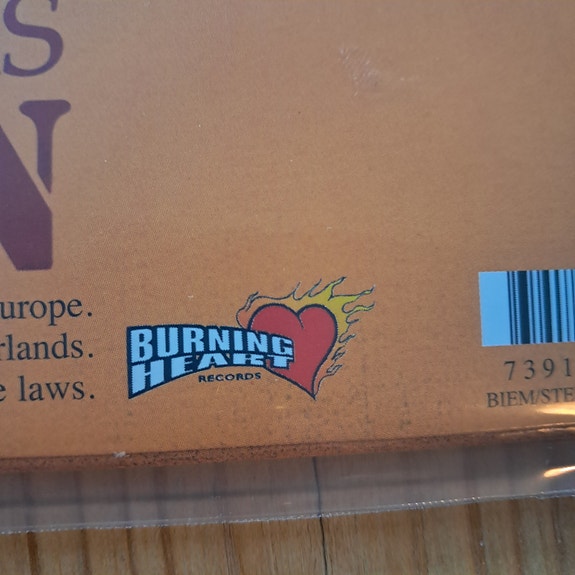 S
N
urope.
rlands.
e laws.
BURNING
HEART
RECORDS
7391
BIEM/STE